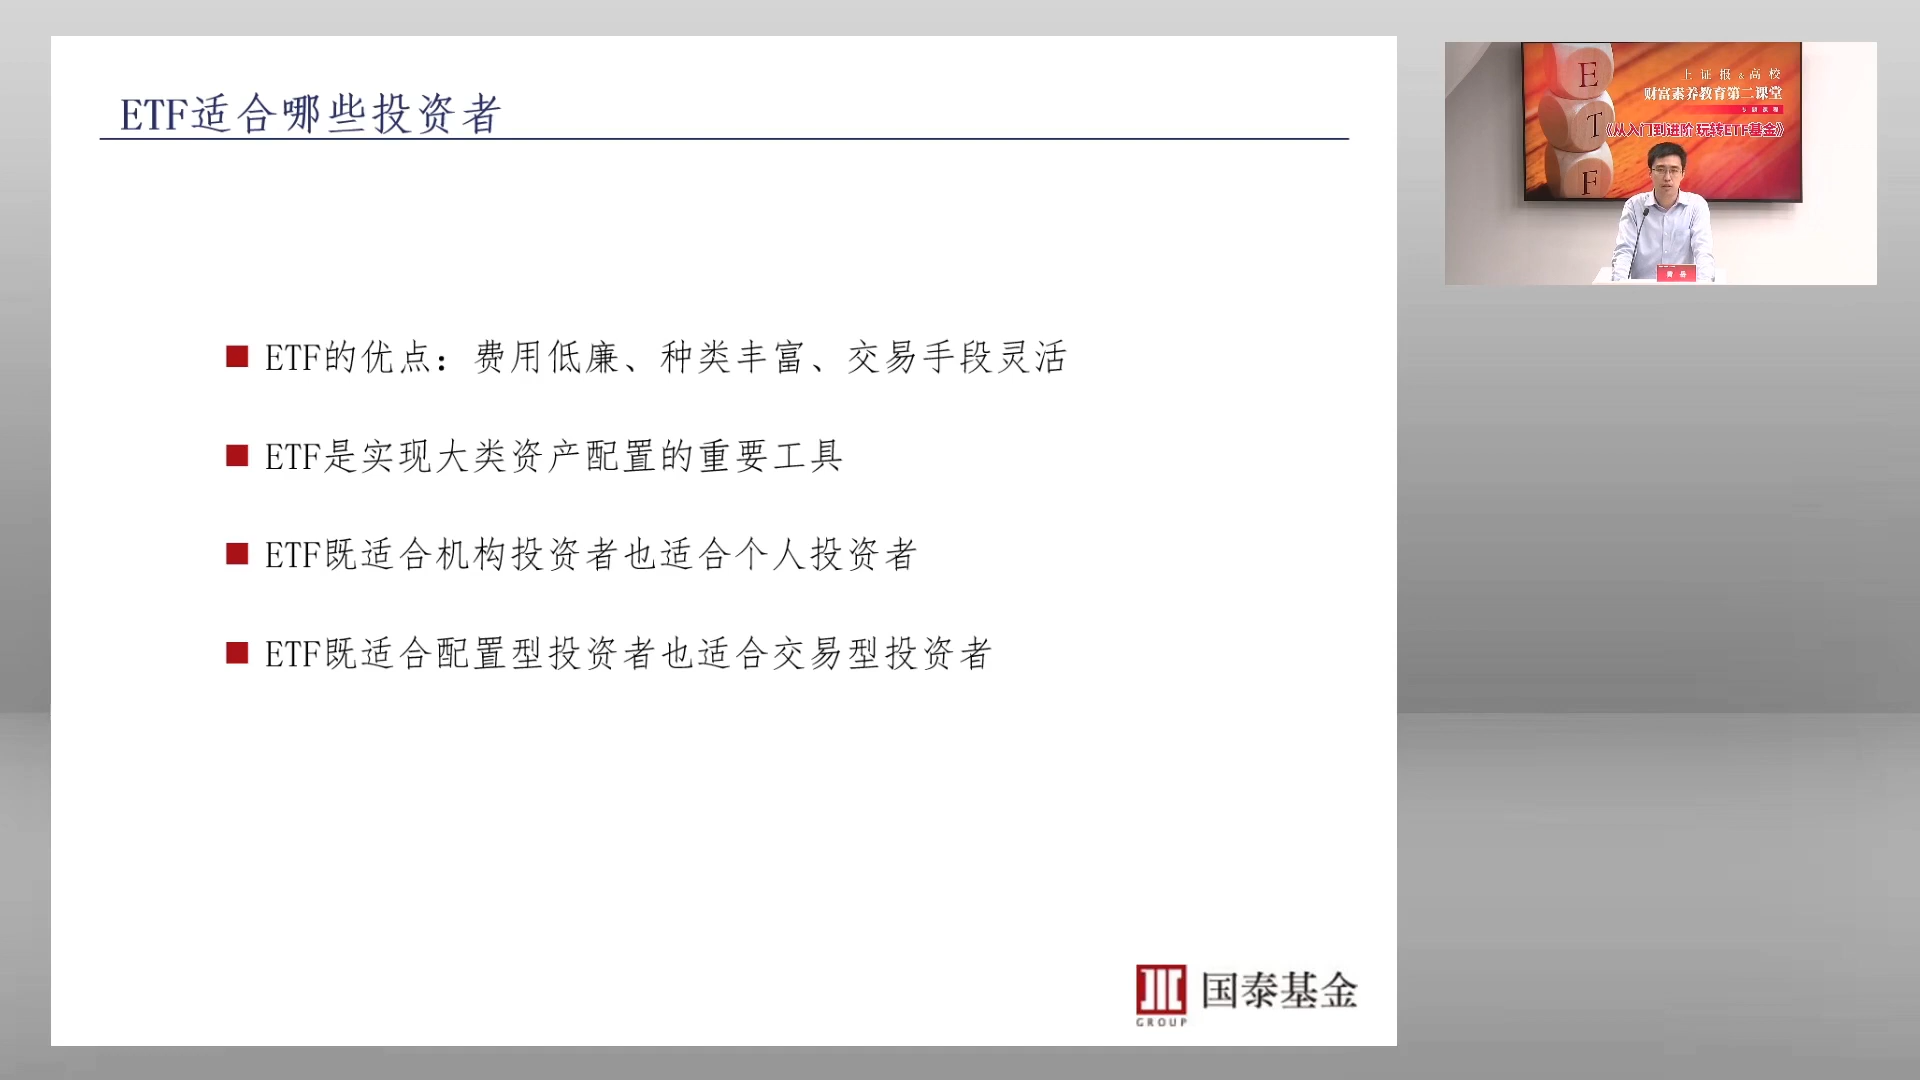 ETF适合哪些投资者
ETF的优点：费用低廉、种类丰富、交易手段灵活
ETF是实现大类资产配置的重要工具
ETF既适合机构投资者也适合个人投资者
ETF既适合配置型投资者也适合交易型投资者
GROUP
国泰基金
E
T
F
上证报&高校
财富素养教育第二课堂
《从入门到进阶 玩转ETF基金》